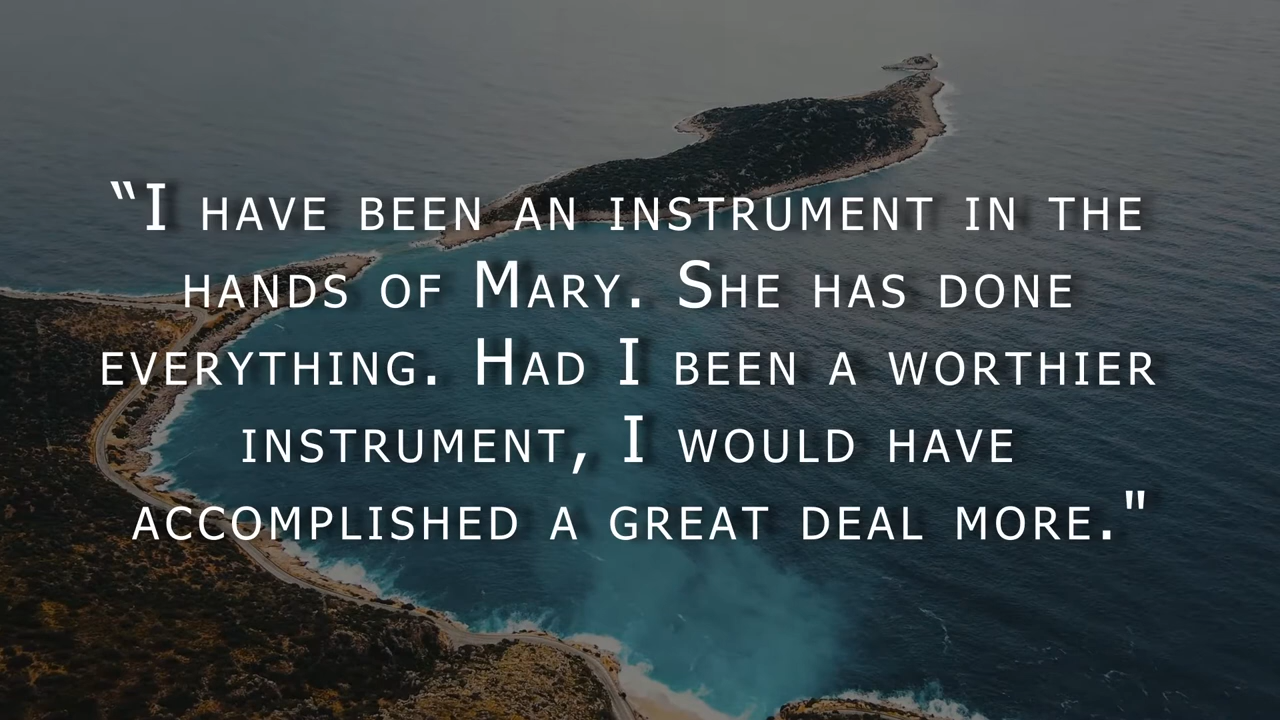 “I have been an instrument in the
hands of Mary. She has done
everything. Had I been a worthier
instrument, I would have
accomplished a great deal more."